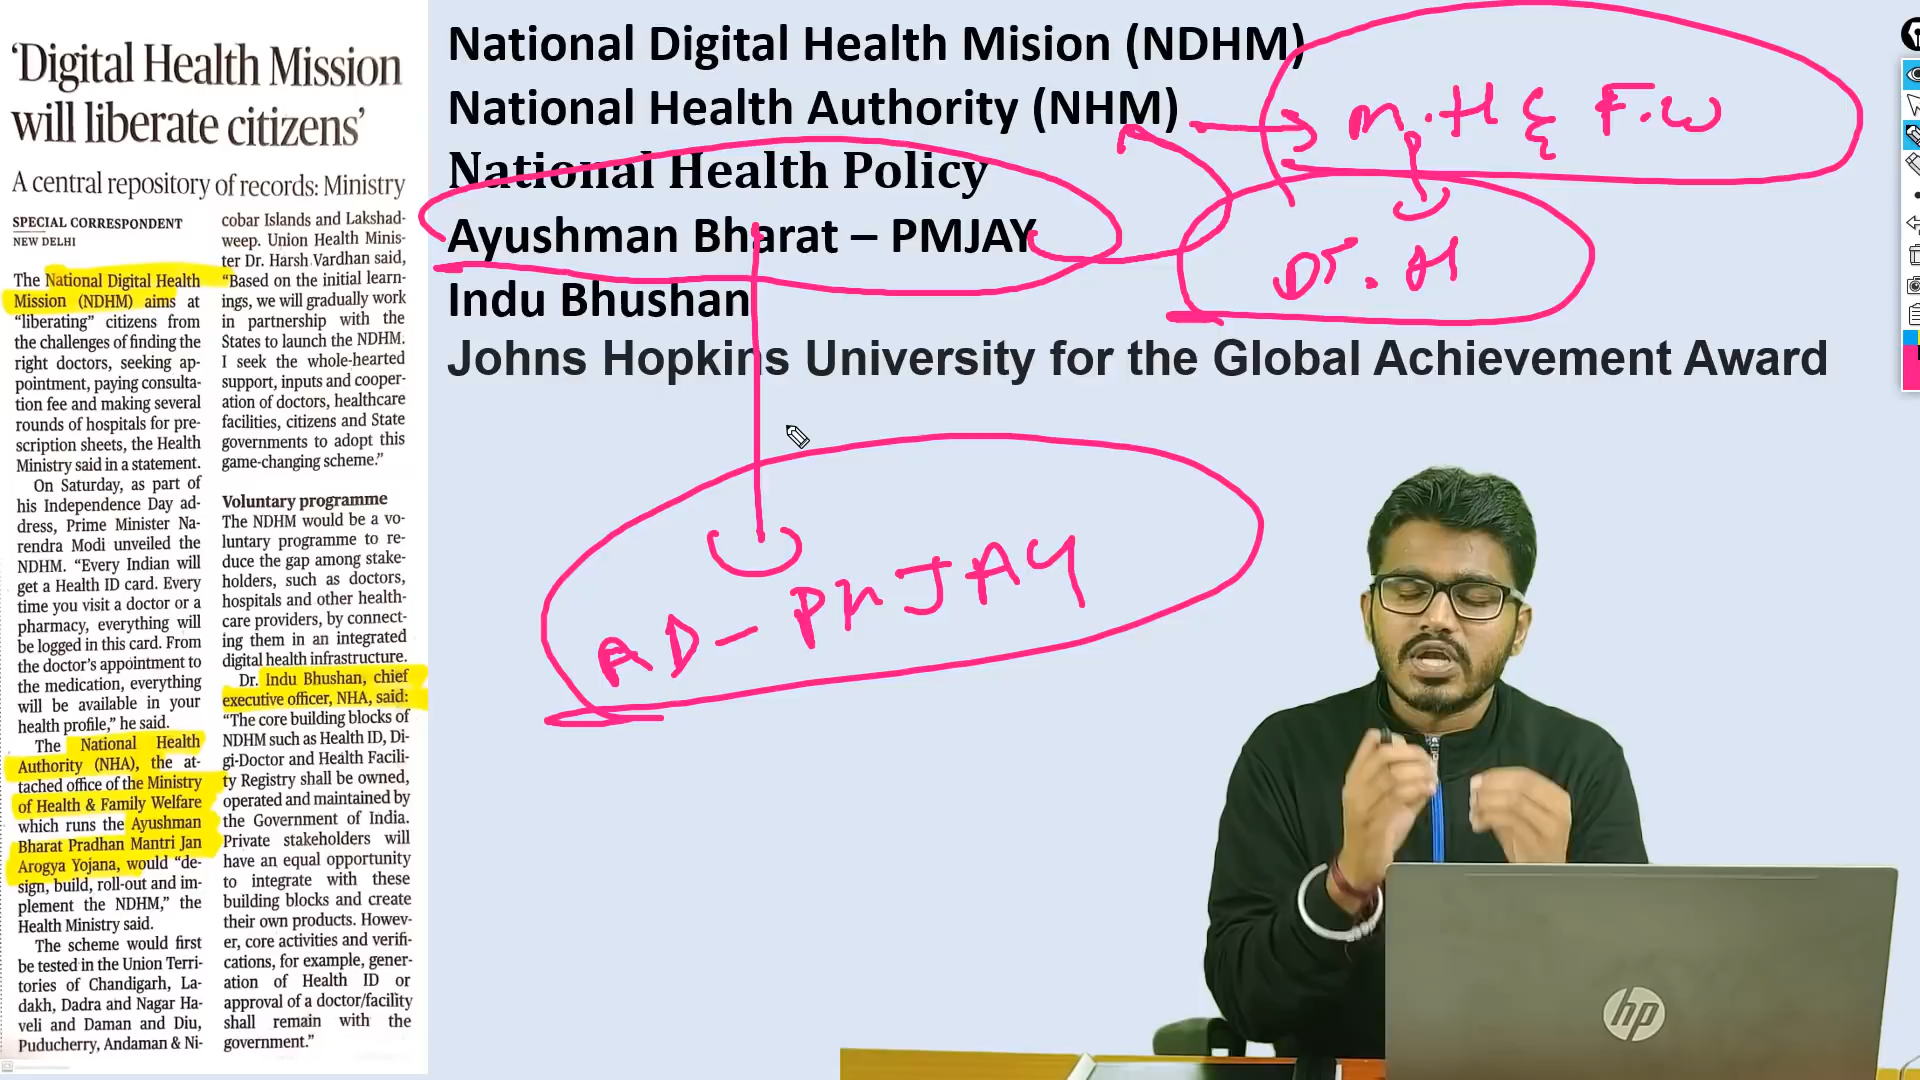 ‘Digital Health Mission
will liberate citizens’
A central repository of records: Ministry
SPECIAL CORRESPONDENT
NEW DELHI
The National Digital Health
Mission (NDHM) aims at
“liberating” citizens from
the challenges of finding the
right doctors, seeking ap-
pointment, paying consulta-
tion fee and making several
rounds of hospitals for pre-
scription sheets, the Health
Ministry said in a statement.
On Saturday, as part of
his Independence Day ad-
dress, Prime Minister Na-
rendra Modi unveiled the
NDHM. “Every Indian will
get a Health ID card. Every
time you visit a doctor or a
pharmacy, everything will
be logged in this card. From
the doctor’s appointment to
the medication, everything
will be available in your
health profile,” he said.
The National Health
Authority (NHA), the at-
tached office of the Ministry
of Health & Family Welfare
which runs the Ayushman
Bharat Pradhan Mantri Jan
Arogya Yojana, would “de-
sign, build, roll-out and im-
plement the NDHM,” the
Health Ministry said.
The scheme would first
be tested in the Union Terri-
tories of Chandigarh, La-
dakh, Dadra and Nagar Ha-
veli and Daman and Diu,
Puducherry, Andaman & Ni-
cobar Islands and Lakshad-
weep. Union Health Minis-
ter Dr. Harsh Vardhan said,
“Based on the initial learn-
ings, we will gradually work
in partnership with the
States to launch the NDHM.
I seek the whole-hearted
support, inputs and cooper-
ation of doctors, healthcare
facilities, citizens and State
governments to adopt this
game-changing scheme.”
Voluntary programme
The NDHM would be a vo-
luntary programme to re-
duce the gap among stake-
holders, such as doctors,
hospitals and other health-
care providers, by connect-
ing them in an integrated
digital health infrastructure.
Dr. Indu Bhushan, chief
executive officer, NHA, said:
“The core building blocks of
NDHM such as Health ID, Di-
gi-Doctor and Health Facili-
ty Registry shall be owned,
operated and maintained by
the Government of India.
Private stakeholders will
have an equal opportunity
to integrate with these
building blocks and create
their own products. Howev-
er, core activities and verifi-
cations, for example, gener-
ation of Health ID or
approval of a doctor/facility
shall remain with the
government.”
National Digital Health Mision (NDHM)
National Health Authority (NHM)
National Health Policy
Ayushman Bharat – PMJAY
Indu Bhushan
Johns Hopkins University for the Global Achievement Award
M.H & F.W
Dr. H
AD - PMJAY
hp